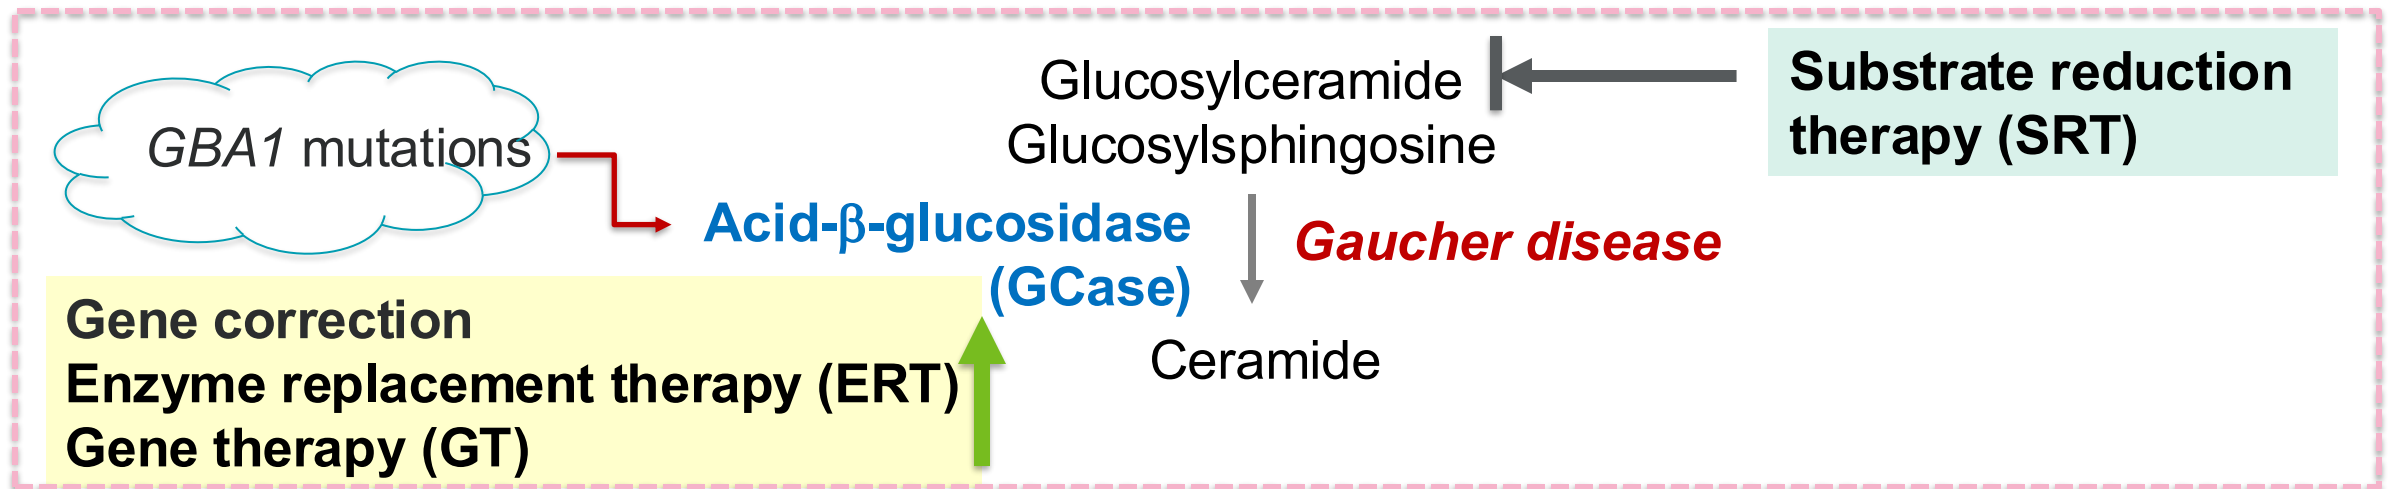 GBA1 mutations
Glucosylceramide
Glucosylsphingosine
Substrate reduction
therapy (SRT)
Acid-β-glucosidase
(GCase)
Gaucher disease
Ceramide
Gene correction
Enzyme replacement therapy (ERT)
Gene therapy (GT)